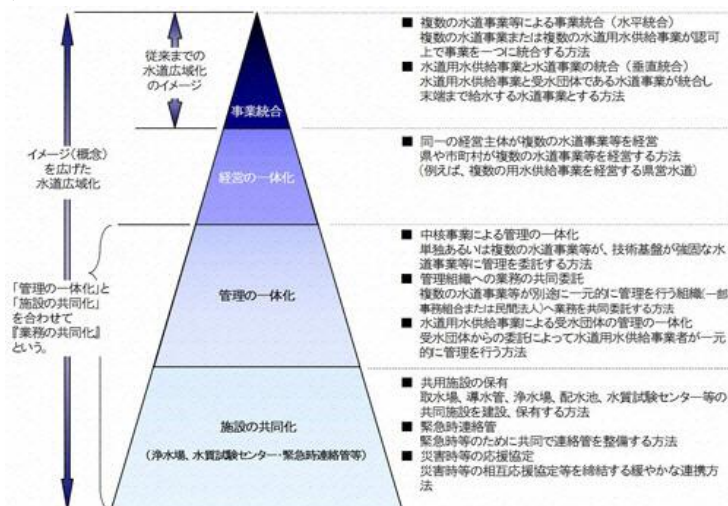 従来までの
水道広域化
のイメージ
イメージ（概念）
を広げた
水道広域化
「管理の一体化」と
「施設の共同化」
を合わせて
『業務の共同化』
という。
事業統合
経営の一体化
管理の一体化
施設の共同化
（浄水場、水質試験センター・緊急時連絡管等）
■ 複数の水道事業等による事業統合（水平統合）
複数の水道事業または複数の水道用水供給事業が認可
上で事業を一つに統合する方法
■ 水道用水供給事業と水道事業の統合（垂直統合）
水道用水供給事業と受水団体である水道事業が統合し
末端まで給水する水道事業とする方法
■ 同一の経営主体が複数の水道事業等を経営
県や市町村が複数の水道事業等を経営する方法
（例えば、複数の用水供給事業を経営する県営水道）
■ 中核事業による管理の一体化
単独あるいは複数の水道事業等が、技術基盤が強固な水
道事業等に管理を委託する方法
■ 管理組織への業務の共同委託
複数の水道事業等が別途に一元的に管理を行う組織（一部
事務組合または民間法人）へ業務を共同委託する方法
■ 水道用水供給事業による受水団体の管理の一体化
受水団体からの委託によって水道用水供給事業者が一元
的に管理を行う方法
■ 共用施設の保有
取水場、導水管、浄水場、配水池、水質試験センター等の
共同施設を建設、保有する方法
■ 緊急時連絡管
緊急時等のために共同で連絡管を整備する方法
■ 災害時等の応援協定
災害時等の相互応援協定等を締結する緩やかな連携方
法